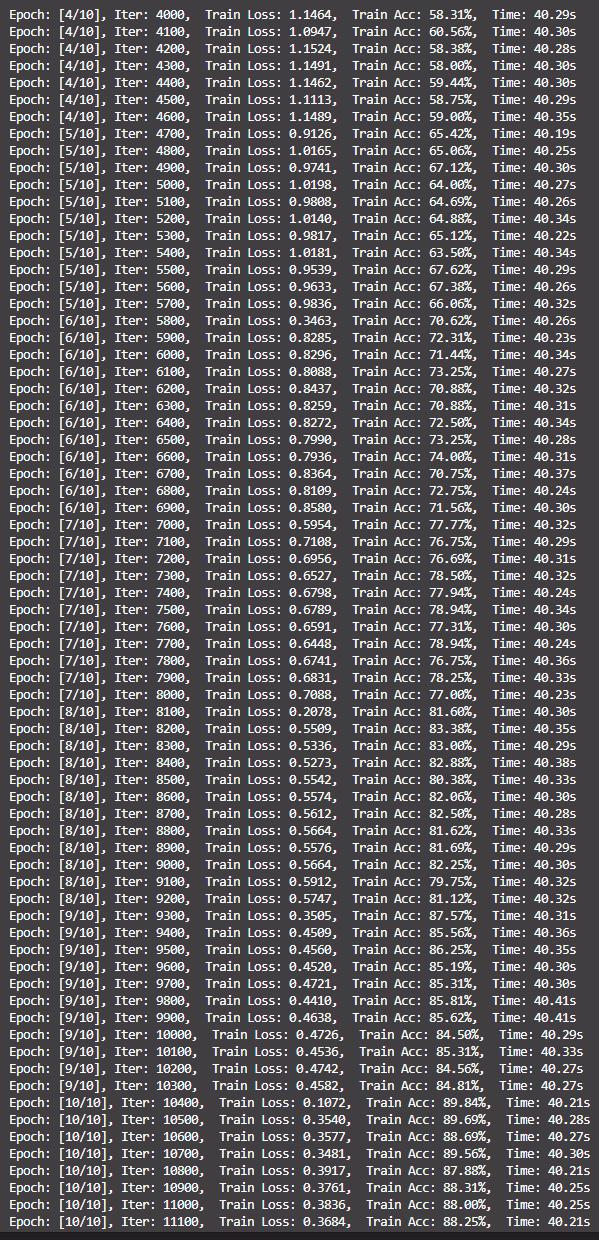 Epoch: [4/10], Iter: 4000,  Train Loss: 1.1464,  Train Acc: 58.31%,  Time: 40.29s
Epoch: [4/10], Iter: 4100,  Train Loss: 1.0947,  Train Acc: 60.56%,  Time: 40.30s
Epoch: [4/10], Iter: 4200,  Train Loss: 1.1524,  Train Acc: 58.38%,  Time: 40.28s
Epoch: [4/10], Iter: 4300,  Train Loss: 1.1491,  Train Acc: 58.00%,  Time: 40.30s
Epoch: [4/10], Iter: 4400,  Train Loss: 1.1462,  Train Acc: 59.44%,  Time: 40.30s
Epoch: [4/10], Iter: 4500,  Train Loss: 1.1113,  Train Acc: 58.75%,  Time: 40.29s
Epoch: [4/10], Iter: 4600,  Train Loss: 1.1489,  Train Acc: 59.00%,  Time: 40.35s
Epoch: [5/10], Iter: 4700,  Train Loss: 0.9126,  Train Acc: 65.42%,  Time: 40.19s
Epoch: [5/10], Iter: 4800,  Train Loss: 1.0165,  Train Acc: 65.06%,  Time: 40.25s
Epoch: [5/10], Iter: 4900,  Train Loss: 0.9741,  Train Acc: 67.12%,  Time: 40.30s
Epoch: [5/10], Iter: 5000,  Train Loss: 1.0198,  Train Acc: 64.00%,  Time: 40.27s
Epoch: [5/10], Iter: 5100,  Train Loss: 0.9808,  Train Acc: 64.69%,  Time: 40.26s
Epoch: [5/10], Iter: 5200,  Train Loss: 1.0140,  Train Acc: 64.88%,  Time: 40.34s
Epoch: [5/10], Iter: 5300,  Train Loss: 0.9817,  Train Acc: 65.12%,  Time: 40.22s
Epoch: [5/10], Iter: 5400,  Train Loss: 1.0181,  Train Acc: 63.50%,  Time: 40.34s
Epoch: [5/10], Iter: 5500,  Train Loss: 0.9539,  Train Acc: 67.62%,  Time: 40.29s
Epoch: [5/10], Iter: 5600,  Train Loss: 0.9633,  Train Acc: 67.38%,  Time: 40.26s
Epoch: [5/10], Iter: 5700,  Train Loss: 0.9836,  Train Acc: 66.06%,  Time: 40.32s
Epoch: [6/10], Iter: 5800,  Train Loss: 0.3463,  Train Acc: 70.62%,  Time: 40.26s
Epoch: [6/10], Iter: 5900,  Train Loss: 0.8285,  Train Acc: 72.31%,  Time: 40.23s
Epoch: [6/10], Iter: 6000,  Train Loss: 0.8296,  Train Acc: 71.44%,  Time: 40.34s
Epoch: [6/10], Iter: 6100,  Train Loss: 0.8088,  Train Acc: 73.25%,  Time: 40.27s
Epoch: [6/10], Iter: 6200,  Train Loss: 0.8437,  Train Acc: 70.88%,  Time: 40.32s
Epoch: [6/10], Iter: 6300,  Train Loss: 0.8259,  Train Acc: 70.88%,  Time: 40.31s
Epoch: [6/10], Iter: 6400,  Train Loss: 0.8272,  Train Acc: 72.50%,  Time: 40.34s
Epoch: [6/10], Iter: 6500,  Train Loss: 0.7990,  Train Acc: 73.25%,  Time: 40.28s
Epoch: [6/10], Iter: 6600,  Train Loss: 0.7936,  Train Acc: 74.00%,  Time: 40.31s
Epoch: [6/10], Iter: 6700,  Train Loss: 0.8364,  Train Acc: 70.75%,  Time: 40.37s
Epoch: [6/10], Iter: 6800,  Train Loss: 0.8109,  Train Acc: 72.75%,  Time: 40.24s
Epoch: [6/10], Iter: 6900,  Train Loss: 0.8580,  Train Acc: 71.56%,  Time: 40.30s
Epoch: [7/10], Iter: 7000,  Train Loss: 0.5954,  Train Acc: 77.77%,  Time: 40.32s
Epoch: [7/10], Iter: 7100,  Train Loss: 0.7108,  Train Acc: 76.75%,  Time: 40.29s
Epoch: [7/10], Iter: 7200,  Train Loss: 0.6956,  Train Acc: 76.69%,  Time: 40.31s
Epoch: [7/10], Iter: 7300,  Train Loss: 0.6527,  Train Acc: 78.50%,  Time: 40.32s
Epoch: [7/10], Iter: 7400,  Train Loss: 0.6798,  Train Acc: 77.94%,  Time: 40.24s
Epoch: [7/10], Iter: 7500,  Train Loss: 0.6789,  Train Acc: 78.94%,  Time: 40.34s
Epoch: [7/10], Iter: 7600,  Train Loss: 0.6591,  Train Acc: 77.31%,  Time: 40.30s
Epoch: [7/10], Iter: 7700,  Train Loss: 0.6448,  Train Acc: 78.94%,  Time: 40.24s
Epoch: [7/10], Iter: 7800,  Train Loss: 0.6741,  Train Acc: 76.75%,  Time: 40.36s
Epoch: [7/10], Iter: 7900,  Train Loss: 0.6831,  Train Acc: 78.25%,  Time: 40.33s
Epoch: [7/10], Iter: 8000,  Train Loss: 0.7088,  Train Acc: 77.00%,  Time: 40.23s
Epoch: [8/10], Iter: 8100,  Train Loss: 0.2078,  Train Acc: 81.60%,  Time: 40.30s
Epoch: [8/10], Iter: 8200,  Train Loss: 0.5509,  Train Acc: 83.38%,  Time: 40.35s
Epoch: [8/10], Iter: 8300,  Train Loss: 0.5336,  Train Acc: 83.00%,  Time: 40.29s
Epoch: [8/10], Iter: 8400,  Train Loss: 0.5273,  Train Acc: 82.88%,  Time: 40.38s
Epoch: [8/10], Iter: 8500,  Train Loss: 0.5542,  Train Acc: 80.38%,  Time: 40.33s
Epoch: [8/10], Iter: 8600,  Train Loss: 0.5574,  Train Acc: 82.06%,  Time: 40.30s
Epoch: [8/10], Iter: 8700,  Train Loss: 0.5612,  Train Acc: 82.50%,  Time: 40.28s
Epoch: [8/10], Iter: 8800,  Train Loss: 0.5664,  Train Acc: 81.62%,  Time: 40.33s
Epoch: [8/10], Iter: 8900,  Train Loss: 0.5576,  Train Acc: 81.69%,  Time: 40.29s
Epoch: [8/10], Iter: 9000,  Train Loss: 0.5664,  Train Acc: 82.25%,  Time: 40.30s
Epoch: [8/10], Iter: 9100,  Train Loss: 0.5912,  Train Acc: 79.75%,  Time: 40.32s
Epoch: [8/10], Iter: 9200,  Train Loss: 0.5747,  Train Acc: 81.12%,  Time: 40.32s
Epoch: [9/10], Iter: 9300,  Train Loss: 0.3505,  Train Acc: 87.57%,  Time: 40.31s
Epoch: [9/10], Iter: 9400,  Train Loss: 0.4509,  Train Acc: 85.56%,  Time: 40.36s
Epoch: [9/10], Iter: 9500,  Train Loss: 0.4560,  Train Acc: 86.25%,  Time: 40.35s
Epoch: [9/10], Iter: 9600,  Train Loss: 0.4520,  Train Acc: 85.19%,  Time: 40.30s
Epoch: [9/10], Iter: 9700,  Train Loss: 0.4721,  Train Acc: 85.31%,  Time: 40.30s
Epoch: [9/10], Iter: 9800,  Train Loss: 0.4410,  Train Acc: 85.81%,  Time: 40.41s
Epoch: [9/10], Iter: 9900,  Train Loss: 0.4638,  Train Acc: 85.62%,  Time: 40.41s
Epoch: [9/10], Iter: 10000,  Train Loss: 0.4726,  Train Acc: 84.50%,  Time: 40.29s
Epoch: [9/10], Iter: 10100,  Train Loss: 0.4536,  Train Acc: 85.31%,  Time: 40.33s
Epoch: [9/10], Iter: 10200,  Train Loss: 0.4742,  Train Acc: 84.56%,  Time: 40.27s
Epoch: [9/10], Iter: 10300,  Train Loss: 0.4582,  Train Acc: 84.81%,  Time: 40.27s
Epoch: [10/10], Iter: 10400,  Train Loss: 0.1072,  Train Acc: 89.84%,  Time: 40.21s
Epoch: [10/10], Iter: 10500,  Train Loss: 0.3540,  Train Acc: 89.69%,  Time: 40.28s
Epoch: [10/10], Iter: 10600,  Train Loss: 0.3577,  Train Acc: 88.69%,  Time: 40.27s
Epoch: [10/10], Iter: 10700,  Train Loss: 0.3481,  Train Acc: 89.56%,  Time: 40.30s
Epoch: [10/10], Iter: 10800,  Train Loss: 0.3917,  Train Acc: 87.88%,  Time: 40.21s
Epoch: [10/10], Iter: 10900,  Train Loss: 0.3761,  Train Acc: 88.31%,  Time: 40.25s
Epoch: [10/10], Iter: 11000,  Train Loss: 0.3836,  Train Acc: 88.00%,  Time: 40.25s
Epoch: [10/10], Iter: 11100,  Train Loss: 0.3684,  Train Acc: 88.25%,  Time: 40.21s